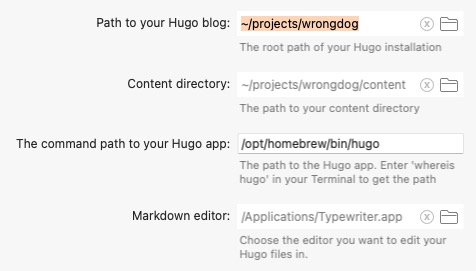 Path to your Hugo blog: ~/projects/wrongdog
The root path of your Hugo installation
Content directory: ~/projects/wrongdog/content
The path to your content directory
The command path to your Hugo app: /opt/homebrew/bin/hugo
The path to the Hugo app. Enter 'whereis
hugo' in your Terminal to get the path
Markdown editor: /Applications/Typewriter.app
Choose the editor you want to edit your
Hugo files in.